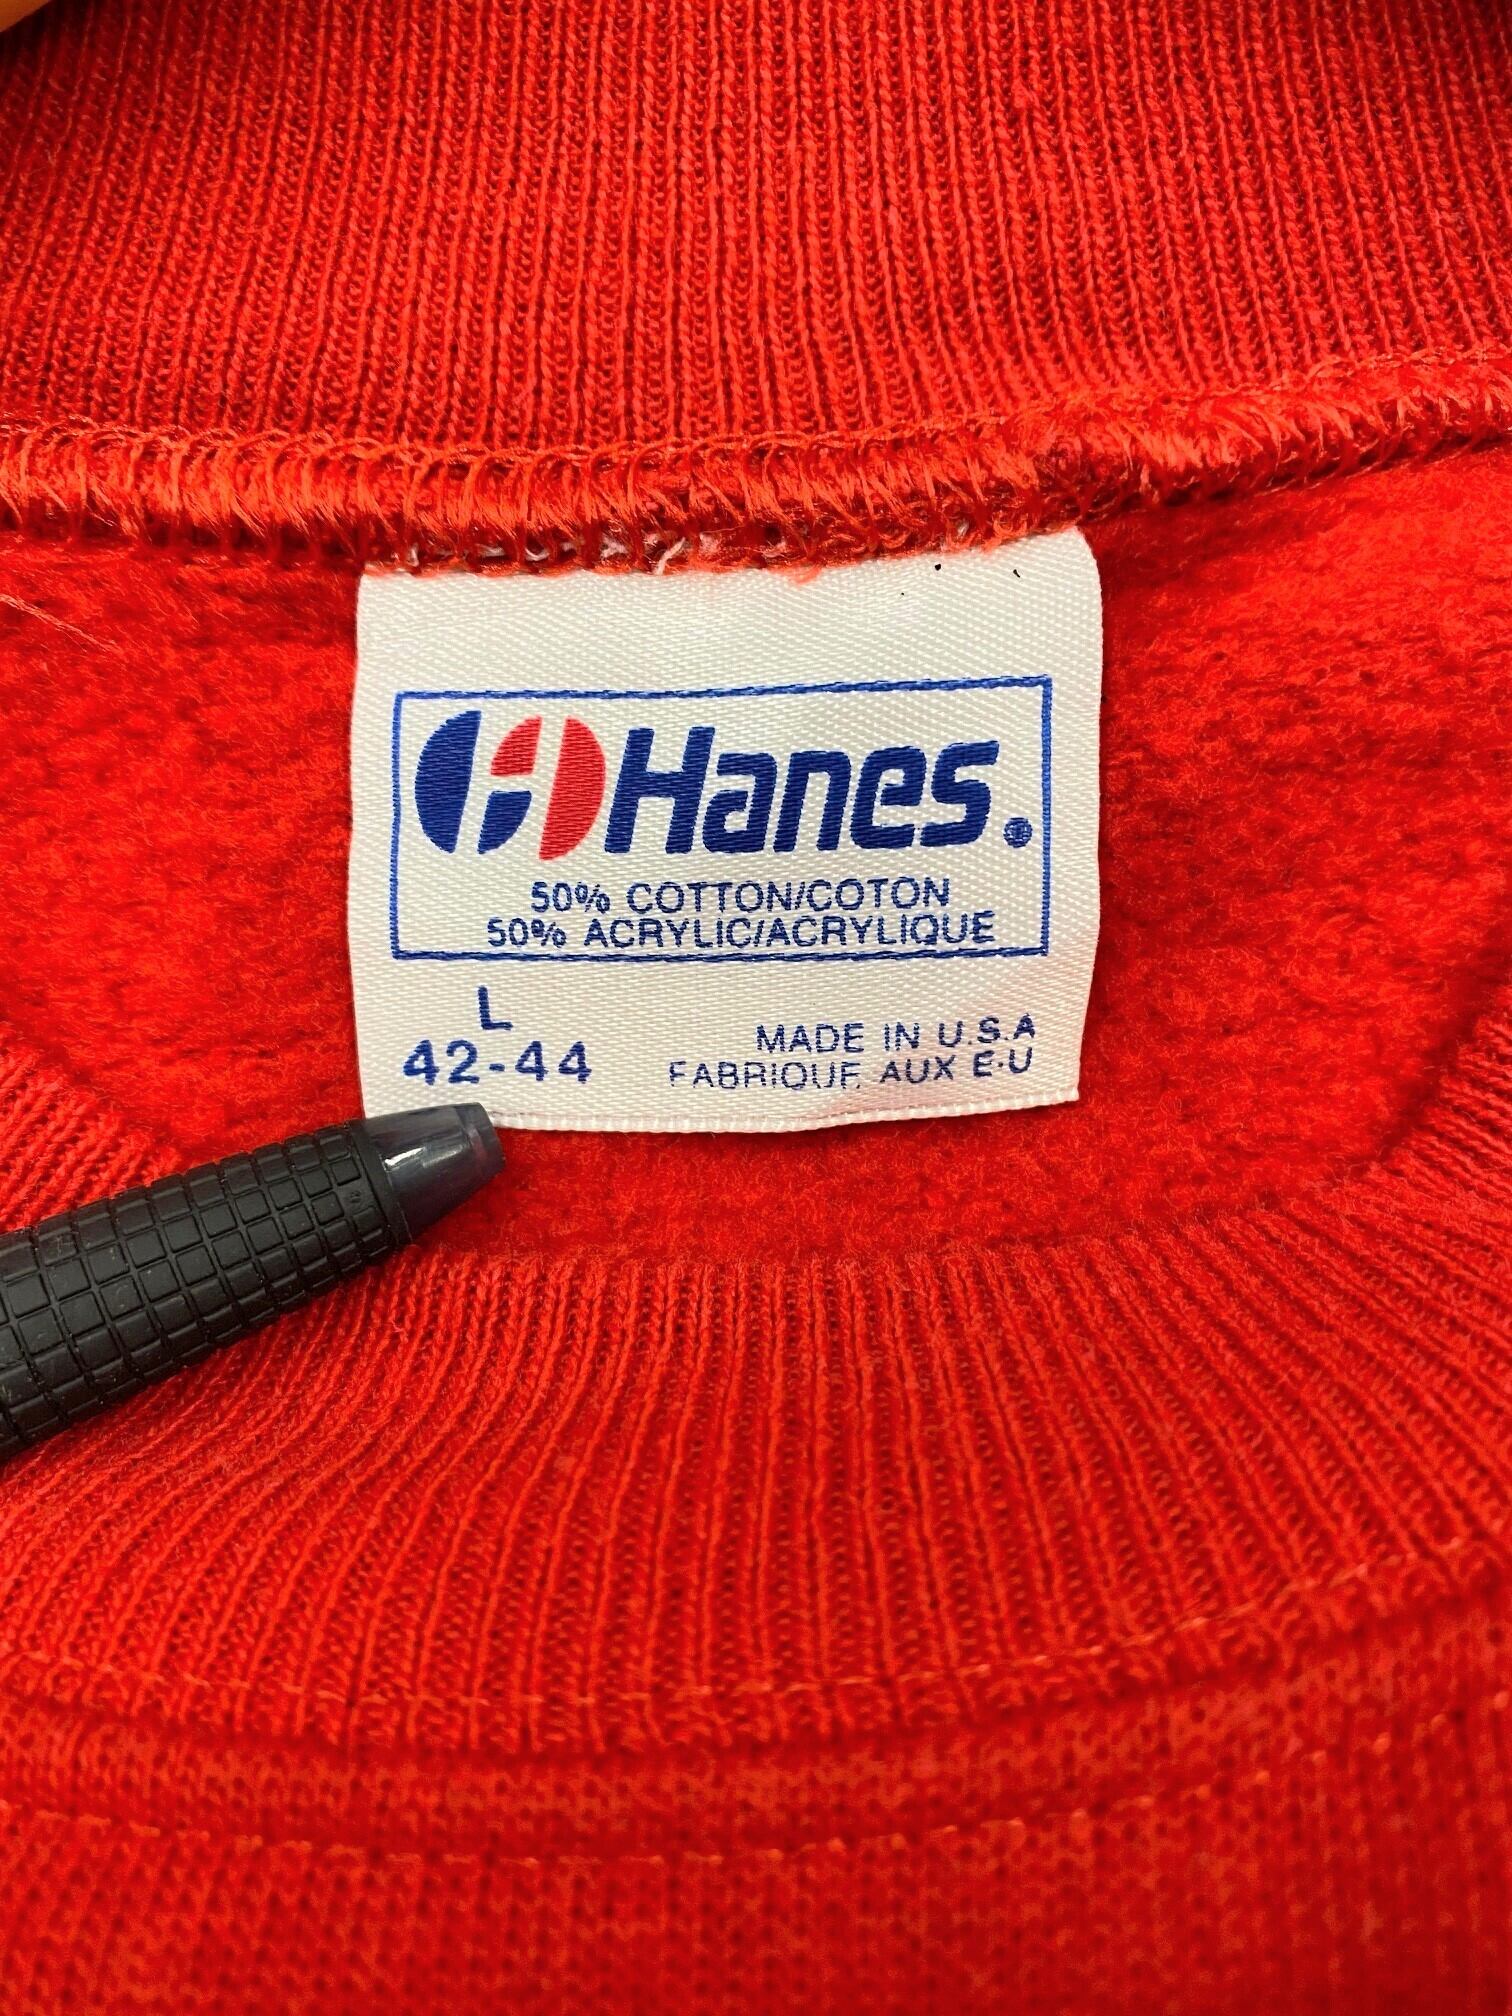 Hanes.®
50% COTTON/COTON
50% ACRYLIC/ACRYLIQUE
L
42-44
MADE IN U.S.A
FABRIQUE AUX E·U